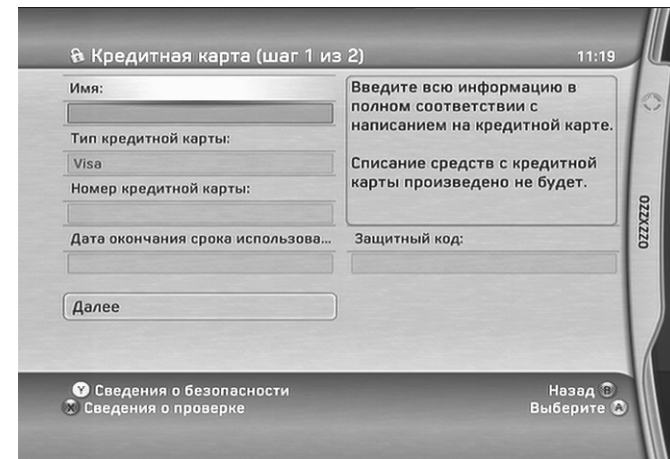 Кредитная карта (шаг 1 из 2)
11:19
Имя:
Тип кредитной карты:
Visa
Номер кредитной карты:
Дата окончания срока использова...
Далее
Введите всю информацию в
полном соответствии с
написанием на кредитной карте.
Списание средств с кредитной
карты произведено не будет.
Защитный код:
OZZXZZO
Y Сведения о безопасности
X Сведения о проверке
Назад B
Выберите A